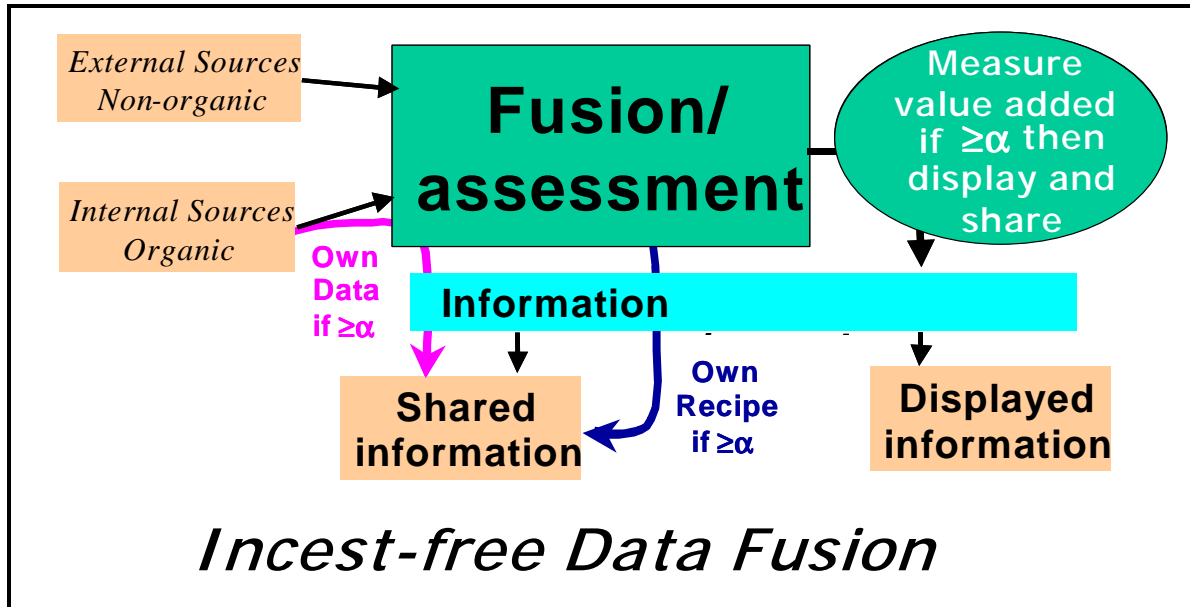 External Sources
Non-organic
Fusion/
assessment
Measure
value added
if ≥α then
display and
share
Internal Sources
Organic
Own
Data
if ≥α
Information
Own
Recipe
if ≥α
Shared
information
Displayed
information
Incest-free Data Fusion